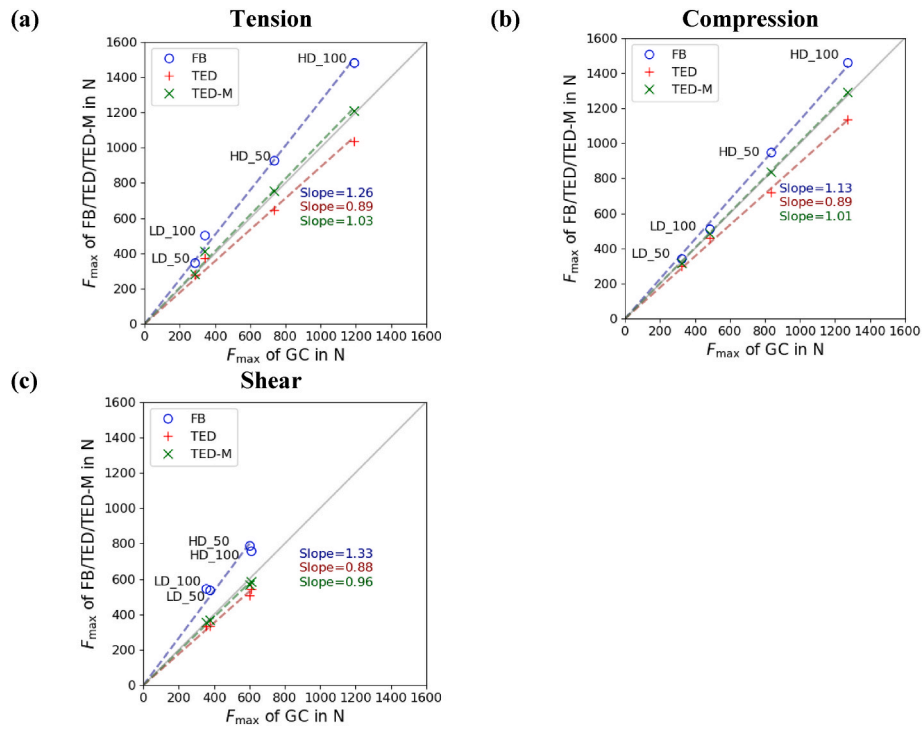 (a)
Tension
F_max of FB/TED/TED-M in N
1600
1400
1200
1000
800
600
400
200
0
FB
TED
TED-M
HD_100
HD_50
LD_100
LD_50
Slope=1.26
Slope=0.89
Slope=1.03
0 200 400 600 800 1000 1200 1400 1600
F_max of GC in N
(b)
Compression
F_max of FB/TED/TED-M in N
1600
1400
1200
1000
800
600
400
200
0
FB
TED
TED-M
HD_100
HD_50
LD_100
LD_50
Slope=1.13
Slope=0.89
Slope=1.01
0 200 400 600 800 1000 1200 1400 1600
F_max of GC in N
(c)
Shear
F_max of FB/TED/TED-M in N
1600
1400
1200
1000
800
600
400
200
0
FB
TED
TED-M
HD_50
HD_100
LD_100
LD_50
Slope=1.33
Slope=0.88
Slope=0.96
0 200 400 600 800 1000 1200 1400 1600
F_max of GC in N